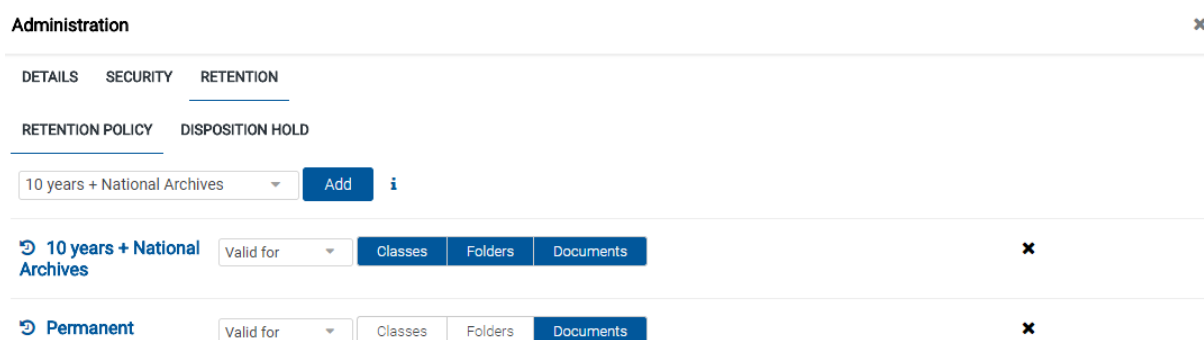 Administration
DETAILS SECURITY RETENTION
RETENTION POLICY DISPOSITION HOLD
10 years + National Archives Add i
10 years + National Archives Valid for Classes Folders Documents
Permanent Valid for Classes Folders Documents